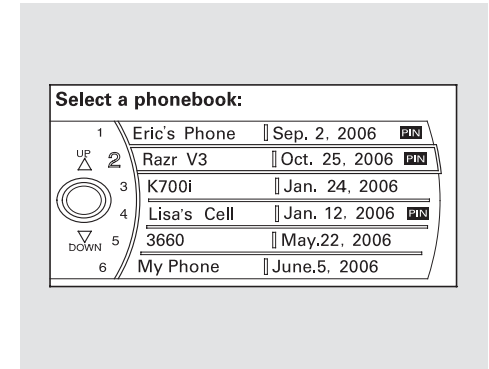 Select a phonebook:
1 Eric's Phone Sep. 2, 2006 PIN
UP 2 Razr V3 Oct. 25, 2006 PIN
3 K700i Jan. 24, 2006
4 Lisa's Cell Jan. 12, 2006 PIN
DOWN 5 3660 May.22, 2006
6 My Phone June.5, 2006